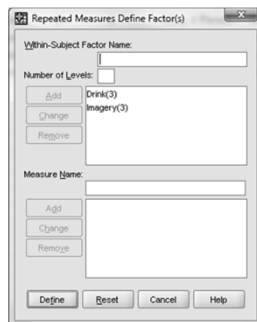 Repeated Measures Define Factor(s)
Within-Subject Factor Name:
Number of Levels:
Add
Change
Remove
Drink(3)
Imagery(3)
Measure Name:
Add
Change
Remove
Define
Reset
Cancel
Help